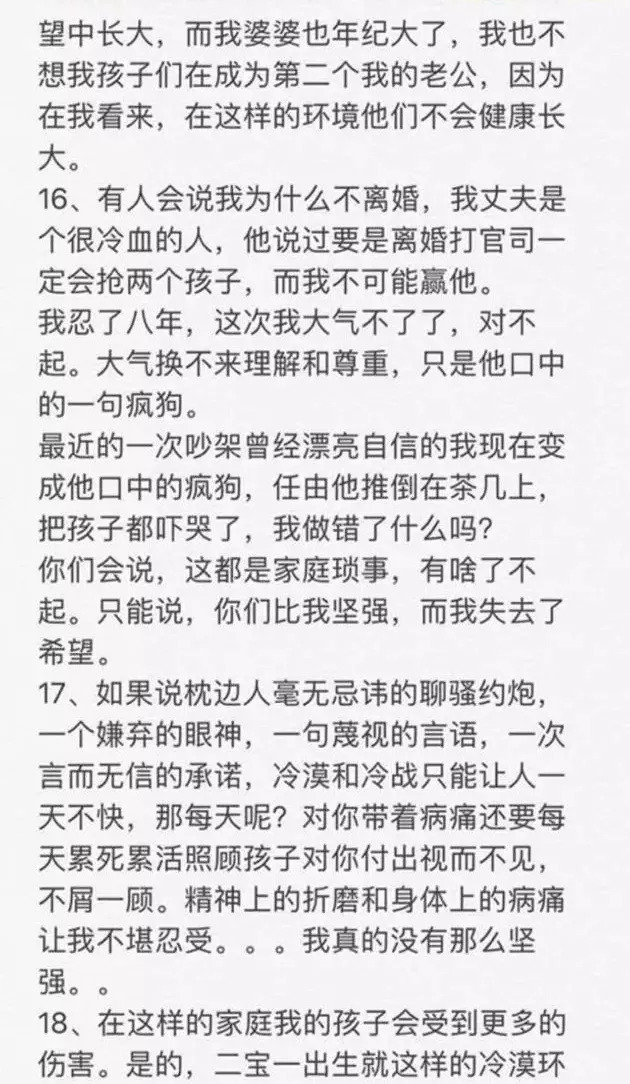 望中长大，而我婆婆也年纪大了，我也不
想我孩子们在成为第二个我的老公，因为
在我看来，在这样的环境他们不会健康长
大。
16、有人会说我为什么不离婚，我丈夫是
个很冷血的人，他说过要是离婚打官司一
定会抢两个孩子，而我不可能赢他。
我忍了八年，这次我大气不了了，对不
起。大气换不来理解和尊重，只是他口中
的一句疯狗。
最近的一次吵架曾经漂亮自信的我现在变
成他口中的疯狗，任由他推倒在茶几上，
把孩子都吓哭了，我做错了什么吗？
你们会说，这都是家庭琐事，有啥了不
起。只能说，你们比我坚强，而我失去了
希望。
17、如果说枕边人毫无忌讳的聊骚约炮，
一个嫌弃的眼神，一句蔑视的言语，一次
言而无信的承诺，冷漠和冷战只能让人一
天不快，那每天呢？对你带着病痛还要每
天累死累活照顾孩子对你付出视而不见，
不屑一顾。精神上的折磨和身体上的病痛
让我不堪忍受。。。我真的没有那么坚
强。。
18、在这样的家庭我的孩子会受到更多的
伤害。是的，二宝一出生就这样的冷漠环